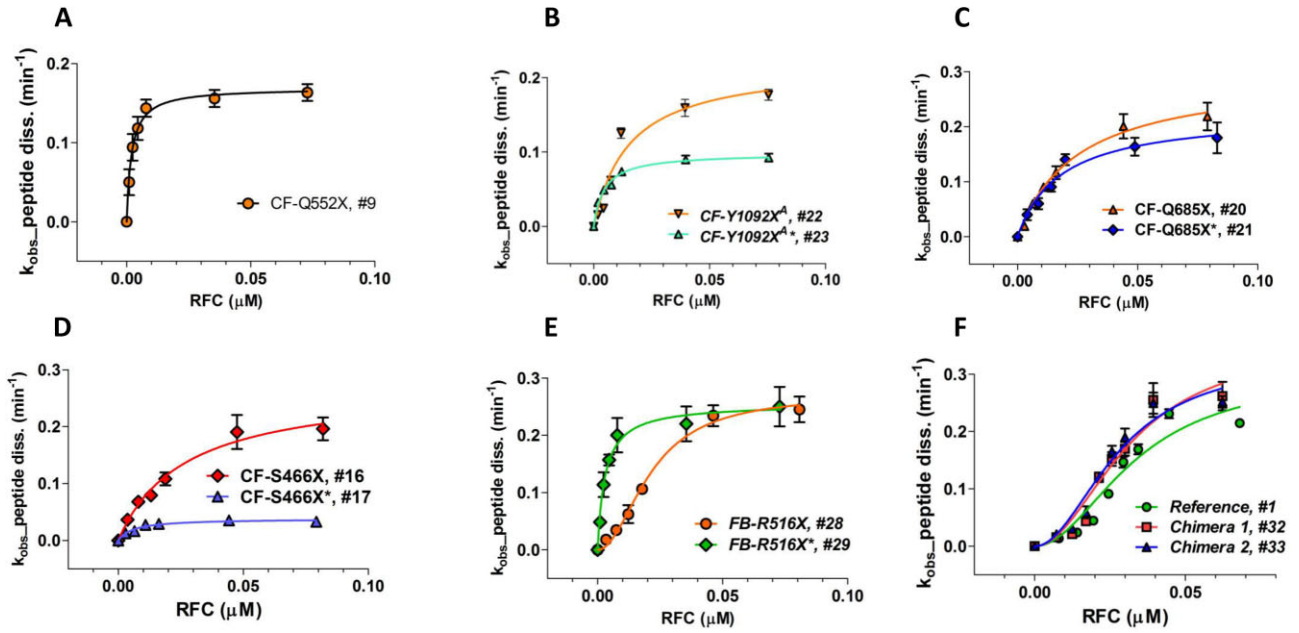 A
k_obs_peptide diss. (min⁻¹)
0.2
0.1
0.0
CF-Q552X, #9
0.00
0.05
0.10
RFC (μM)
B
k_obs_peptide diss. (min⁻¹)
0.2
0.1
0.0
CF-Y1092X^A, #22
CF-Y1092X^A*, #23
0.00
0.05
0.10
RFC (μM)
C
k_obs_peptide diss. (min⁻¹)
0.3
0.2
0.1
0.0
CF-Q685X, #20
CF-Q685X*, #21
0.00
0.05
0.10
RFC (μM)
D
k_obs_peptide diss. (min⁻¹)
0.3
0.2
0.1
0.0
CF-S466X, #16
CF-S466X*, #17
0.00
0.05
0.10
RFC (μM)
E
k_obs_peptide diss. (min⁻¹)
0.3
0.2
0.1
0.0
FB-R516X, #28
FB-R516X*, #29
0.00
0.05
0.10
RFC (μM)
F
k_obs_peptide diss. (min⁻¹)
0.3
0.2
0.1
0.0
Reference, #1
Chimera 1, #32
Chimera 2, #33
0.00
0.05
RFC (μM)